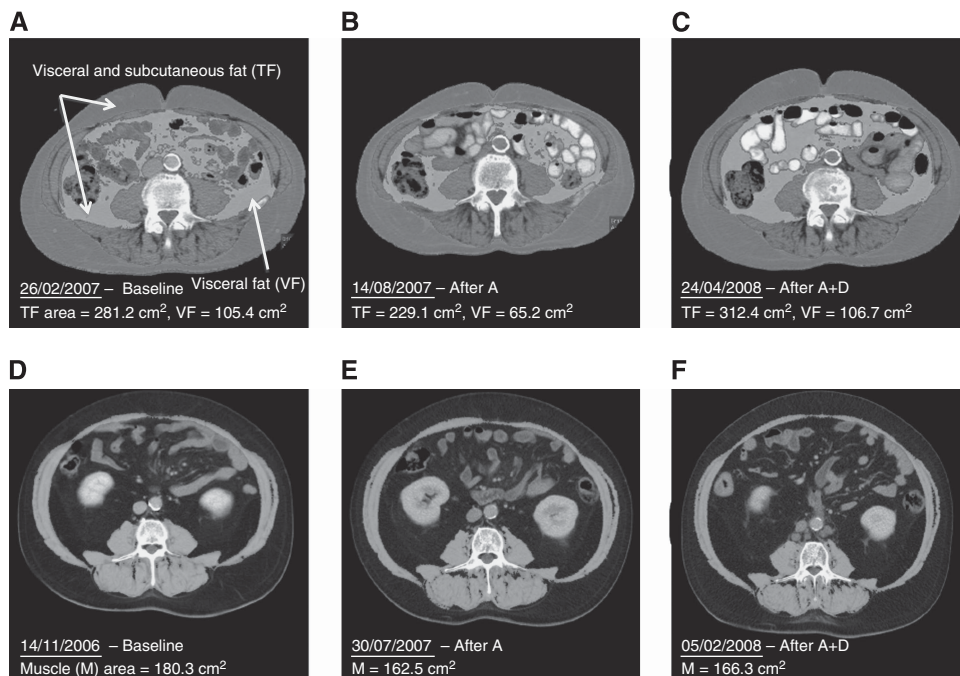 A
B
C
Visceral and subcutaneous fat (TF)
Visceral fat (VF)
26/02/2007 – Baseline
TF area = 281.2 cm², VF = 105.4 cm²
14/08/2007 – After A
TF = 229.1 cm², VF = 65.2 cm²
24/04/2008 – After A+D
TF = 312.4 cm², VF = 106.7 cm²
D
E
F
14/11/2006 – Baseline
Muscle (M) area = 180.3 cm²
30/07/2007 – After A
M = 162.5 cm²
05/02/2008 – After A+D
M = 166.3 cm²